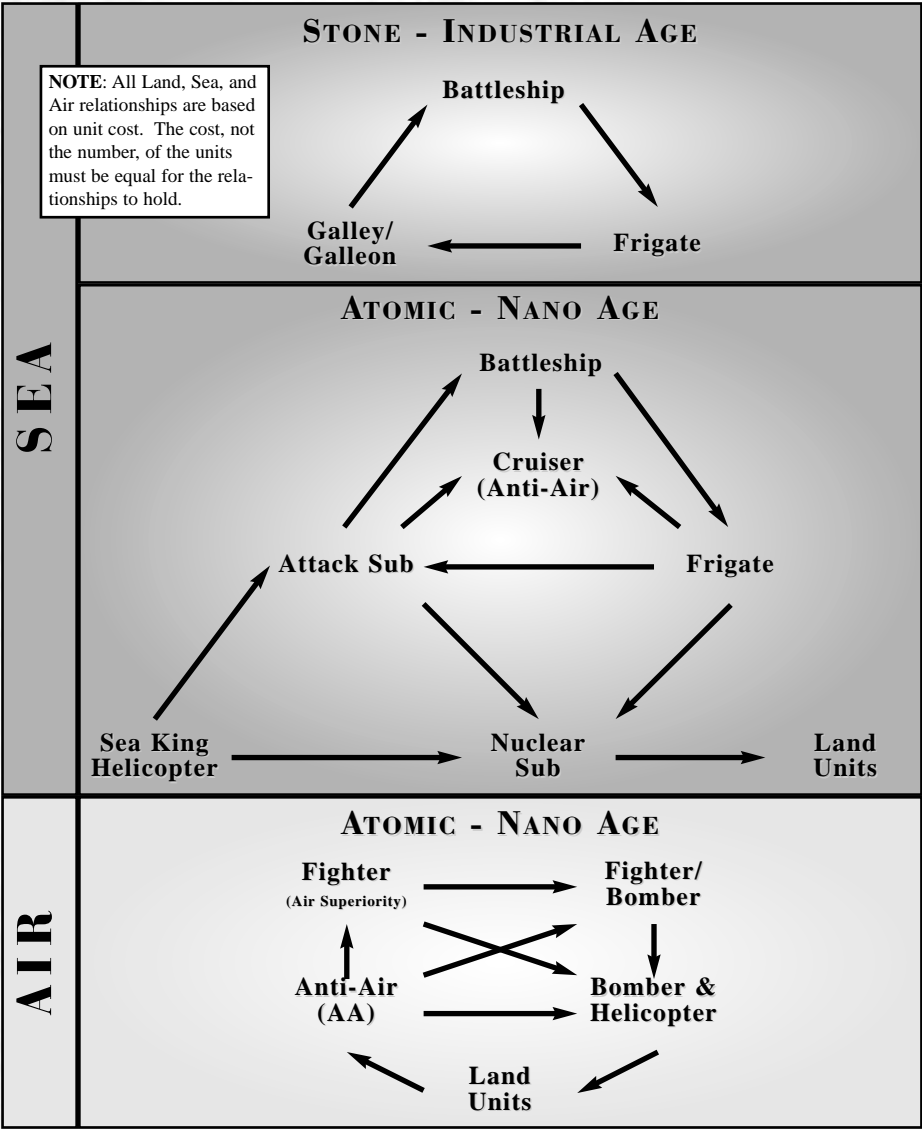 STONE - INDUSTRIAL AGE
NOTE: All Land, Sea, and
Air relationships are based
on unit cost. The cost, not
the number, of the units
must be equal for the rela-
tionships to hold.
Battleship
Galley/
Galleon
Frigate
SEA
ATOMIC - NANO AGE
Battleship
Cruiser
(Anti-Air)
Attack Sub
Frigate
Sea King
Helicopter
Nuclear
Sub
Land
Units
AIR
ATOMIC - NANO AGE
Fighter
(Air Superiority)
Fighter/
Bomber
Anti-Air
(AA)
Bomber &
Helicopter
Land
Units